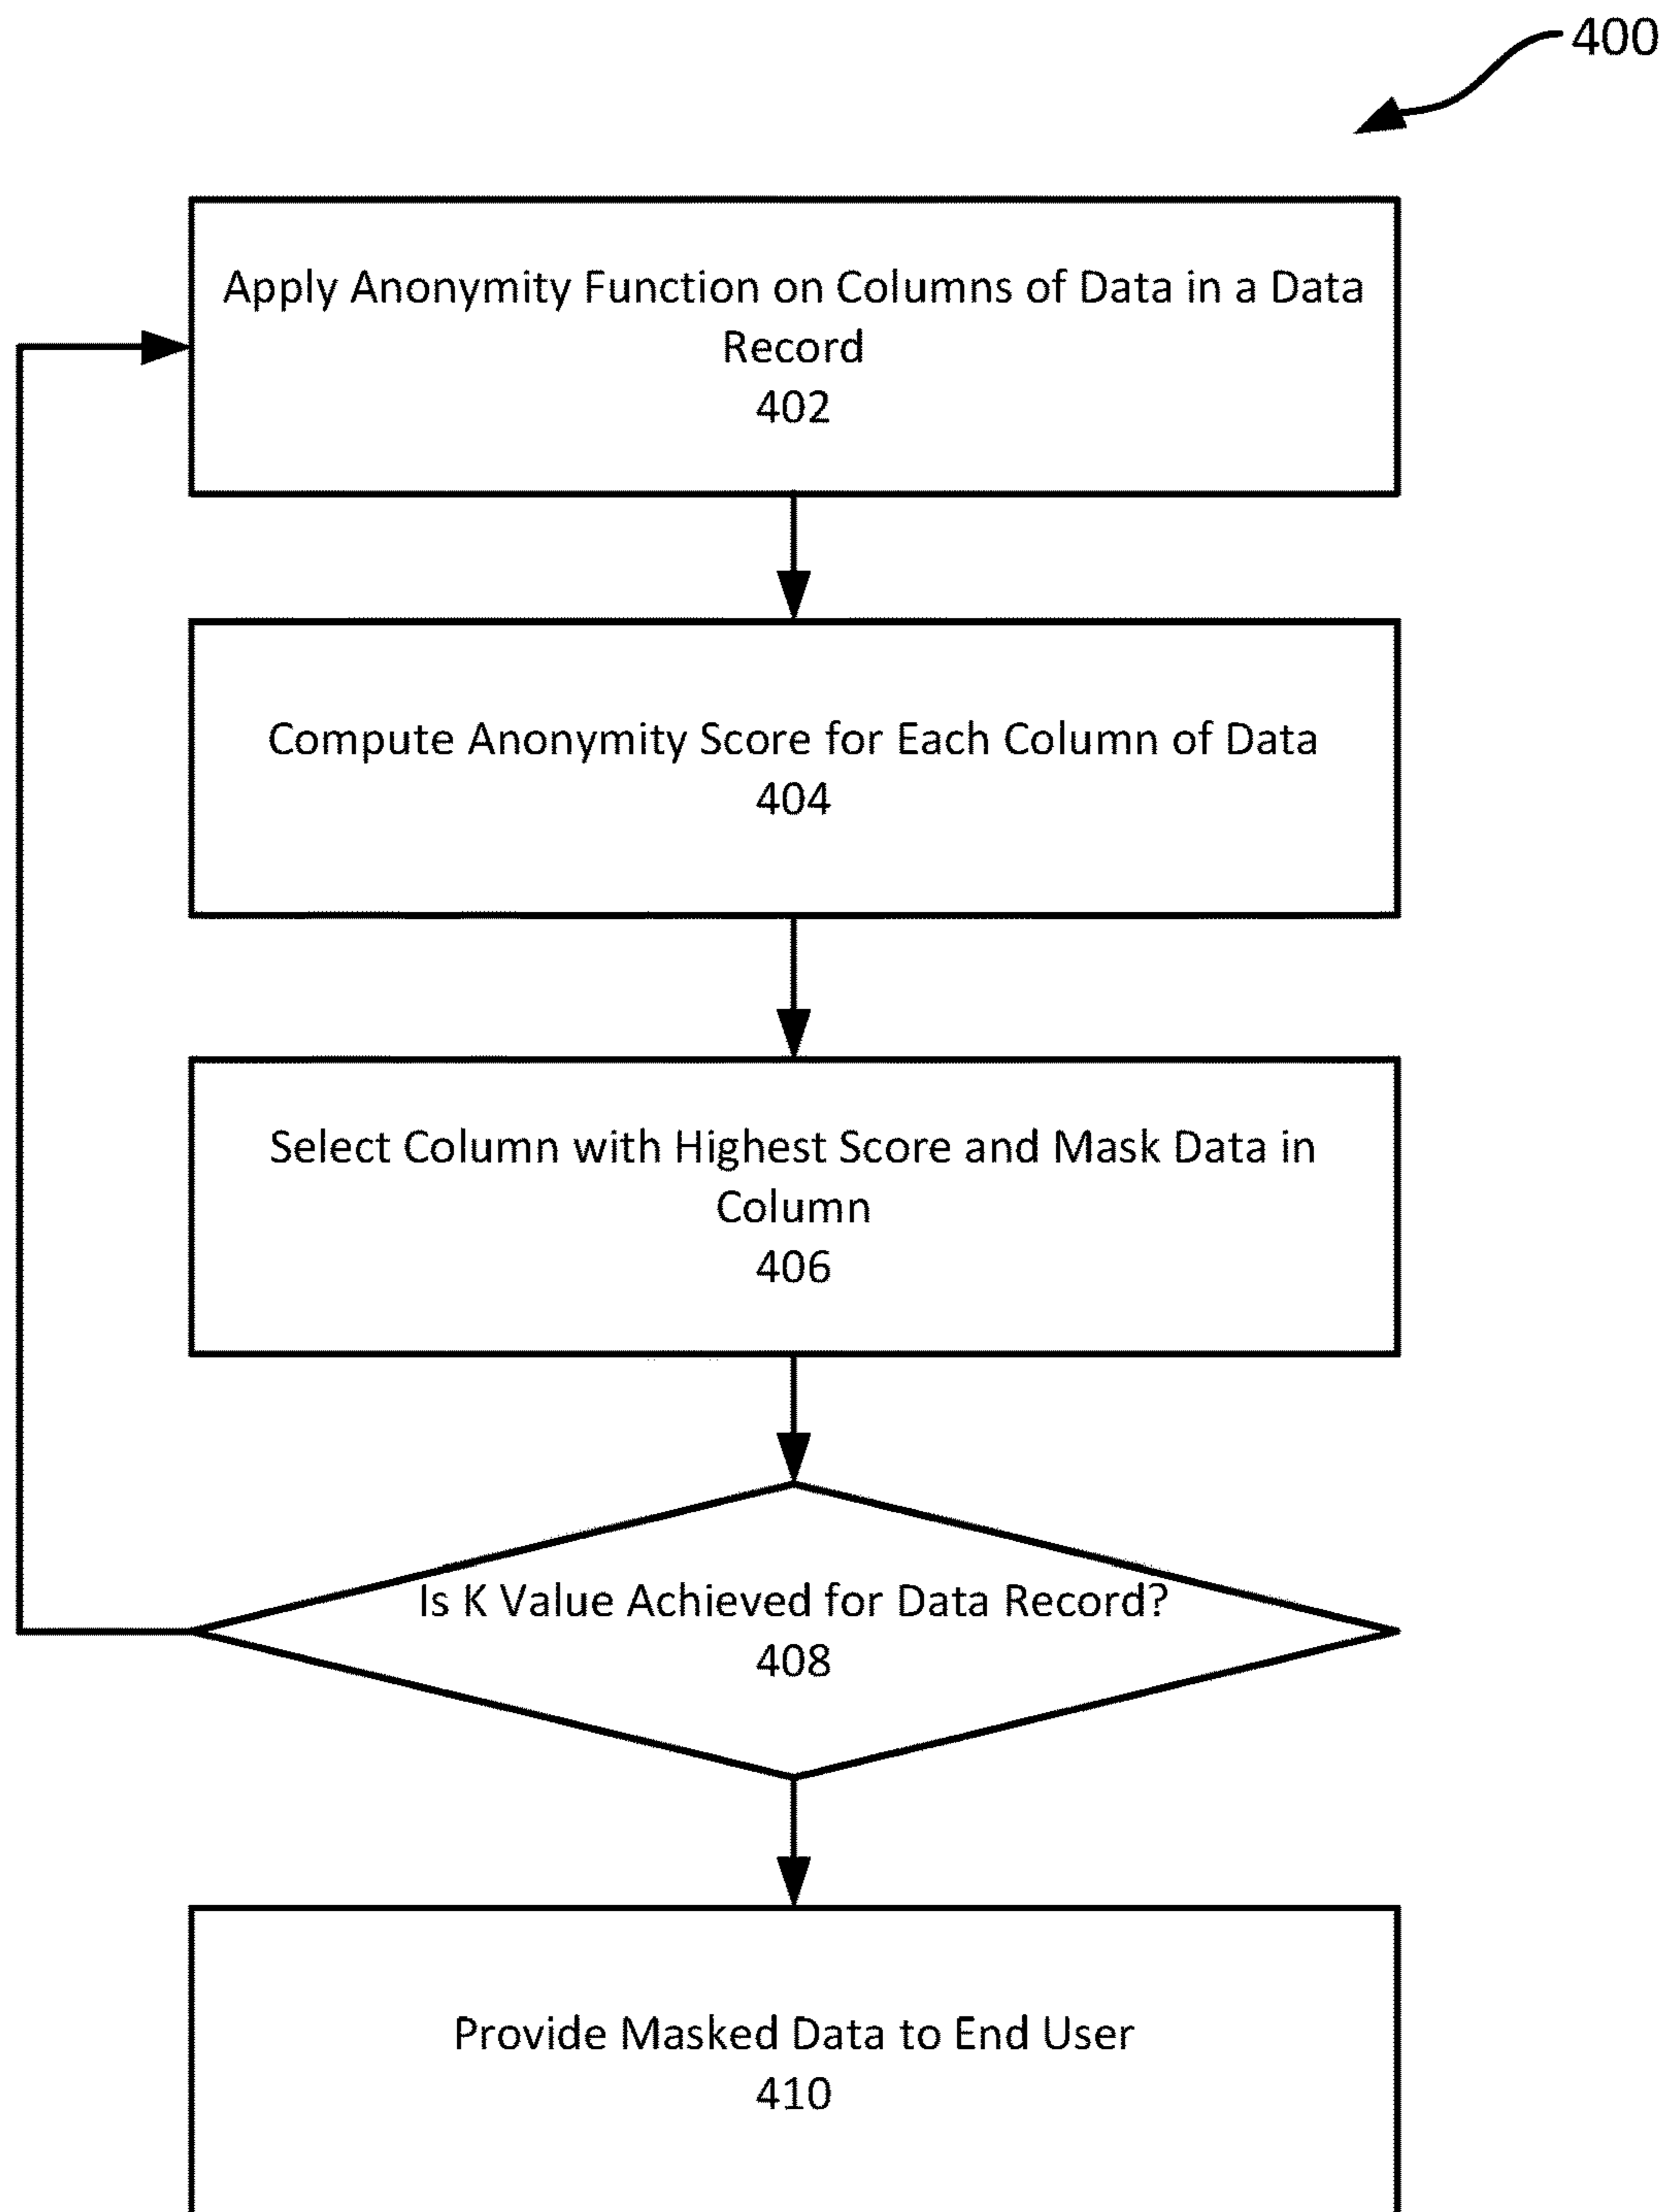 400
Apply Anonymity Function on Columns of Data in a Data
Record
402
Compute Anonymity Score for Each Column of Data
404
Select Column with Highest Score and Mask Data in
Column
406
Is K Value Achieved for Data Record?
408
Provide Masked Data to End User
410